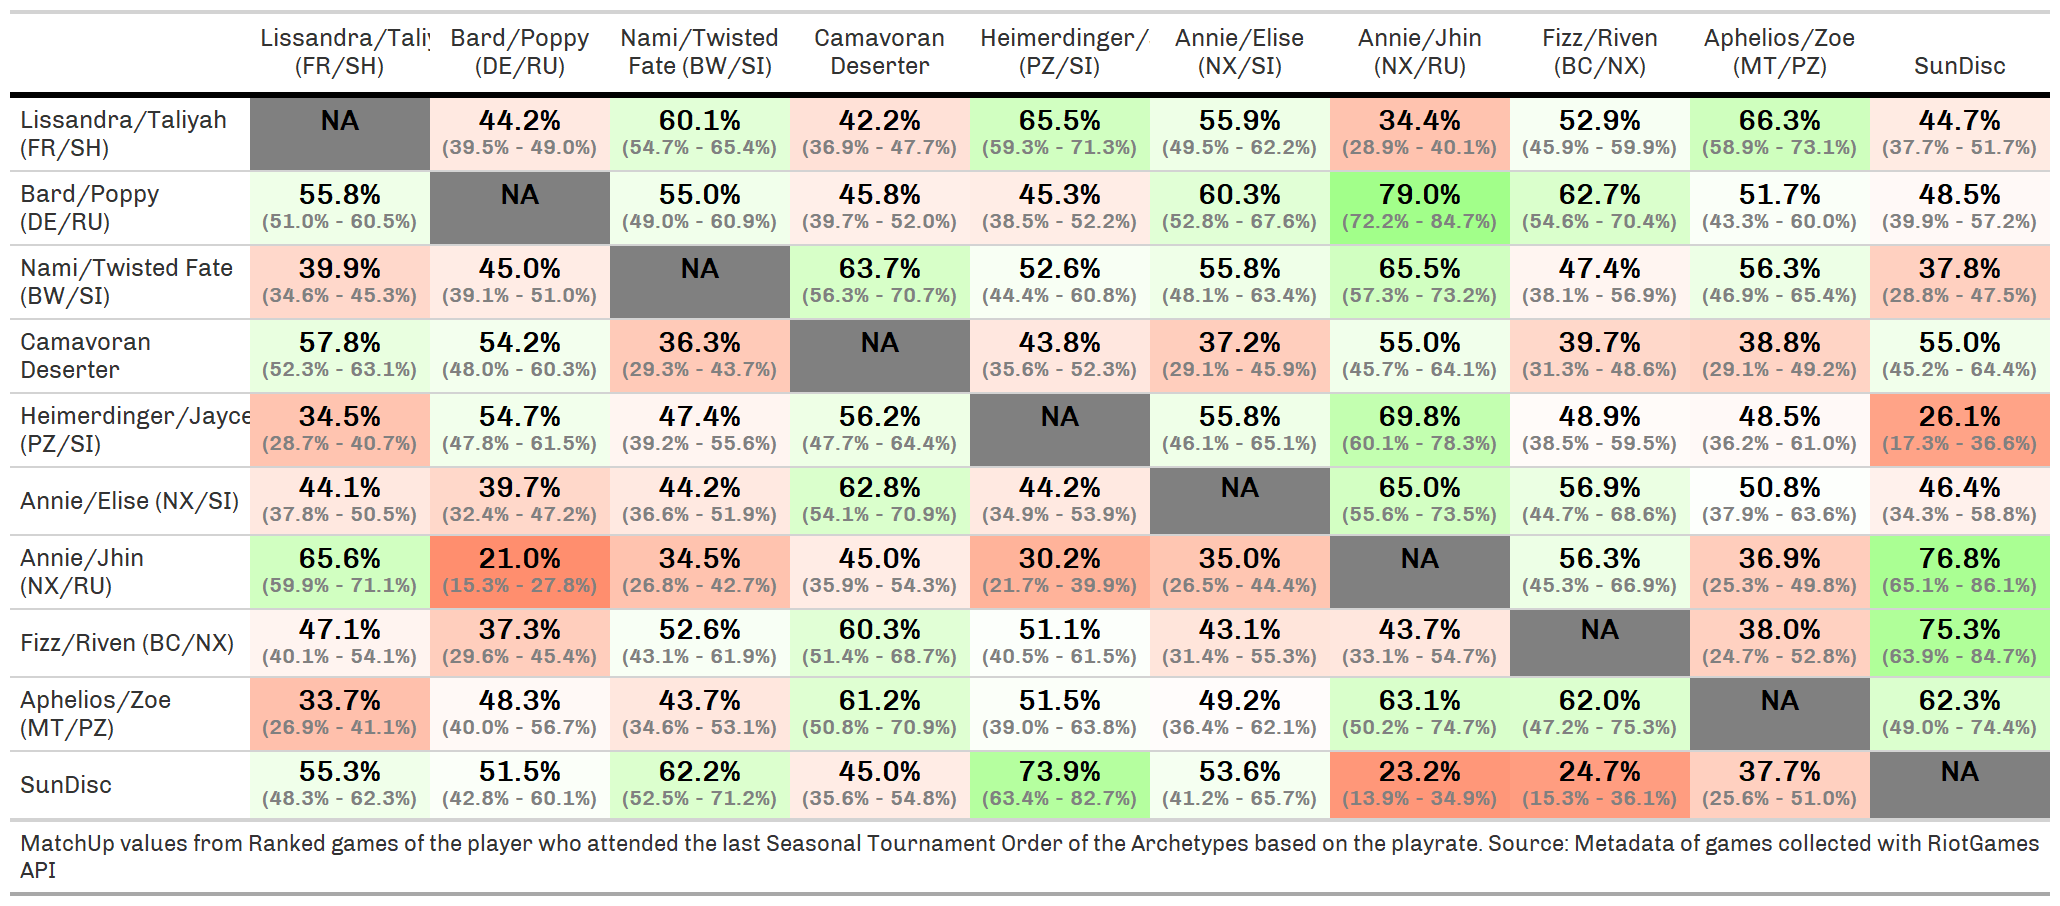 Lissandra/Tali Bard/Poppy Nami/Twisted Camavoran Heimerdinger/ Annie/Elise Annie/Jhin Fizz/Riven Aphelios/Zoe
(FR/SH) (DE/RU) Fate (BW/SI) Deserter (PZ/SI) (NX/SI) (NX/RU) (BC/NX) (MT/PZ) SunDisc
Lissandra/Taliyah NA 44.2% 60.1% 42.2% 65.5% 55.9% 34.4% 52.9% 66.3% 44.7%
(FR/SH) (39.5% - 49.0%) (54.7% - 65.4%) (36.9% - 47.7%) (59.3% - 71.3%) (49.5% - 62.2%) (28.9% - 40.1%) (45.9% - 59.9%) (58.9% - 73.1%) (37.7% - 51.7%)
Bard/Poppy 55.8% NA 55.0% 45.8% 45.3% 60.3% 79.0% 62.7% 51.7% 48.5%
(DE/RU) (51.0% - 60.5%) (49.0% - 60.9%) (39.7% - 52.0%) (38.5% - 52.2%) (52.8% - 67.6%) (72.2% - 84.7%) (54.6% - 70.4%) (43.3% - 60.0%) (39.9% - 57.2%)
Nami/Twisted Fate 39.9% 45.0% NA 63.7% 52.6% 55.8% 65.5% 47.4% 56.3% 37.8%
(BW/SI) (34.6% - 45.3%) (39.1% - 51.0%) (56.3% - 70.7%) (44.4% - 60.8%) (48.1% - 63.4%) (57.3% - 73.2%) (38.1% - 56.9%) (46.9% - 65.4%) (28.8% - 47.5%)
Camavoran 57.8% 54.2% 36.3% NA 43.8% 37.2% 55.0% 39.7% 38.8% 55.0%
Deserter (52.3% - 63.1%) (48.0% - 60.3%) (29.3% - 43.7%) (35.6% - 52.3%) (29.1% - 45.9%) (45.7% - 64.1%) (31.3% - 48.6%) (29.1% - 49.2%) (45.2% - 64.4%)
Heimerdinger/Jayce 34.5% 54.7% 47.4% 56.2% NA 55.8% 69.8% 48.9% 48.5% 26.1%
(PZ/SI) (28.7% - 40.7%) (47.8% - 61.5%) (39.2% - 55.6%) (47.7% - 64.4%) (46.1% - 65.1%) (60.1% - 78.3%) (38.5% - 59.5%) (36.2% - 61.0%) (17.3% - 36.6%)
Annie/Elise (NX/SI) 44.1% 39.7% 44.2% 62.8% 44.2% NA 65.0% 56.9% 50.8% 46.4%
(37.8% - 50.5%) (32.4% - 47.2%) (36.6% - 51.9%) (54.1% - 70.9%) (34.9% - 53.9%) (55.6% - 73.5%) (44.7% - 68.6%) (37.9% - 63.6%) (34.3% - 58.8%)
Annie/Jhin 65.6% 21.0% 34.5% 45.0% 30.2% 35.0% NA 56.3% 36.9% 76.8%
(NX/RU) (59.9% - 71.1%) (15.3% - 27.8%) (26.8% - 42.7%) (35.9% - 54.3%) (21.7% - 39.9%) (26.5% - 44.4%) (45.3% - 66.9%) (25.3% - 49.8%) (65.1% - 86.1%)
Fizz/Riven (BC/NX) 47.1% 37.3% 52.6% 60.3% 51.1% 43.1% 43.7% NA 38.0% 75.3%
(40.1% - 54.1%) (29.6% - 45.4%) (43.1% - 61.9%) (51.4% - 68.7%) (40.5% - 61.5%) (31.4% - 55.3%) (33.1% - 54.7%) (24.7% - 52.8%) (63.9% - 84.7%)
Aphelios/Zoe 33.7% 48.3% 43.7% 61.2% 51.5% 49.2% 63.1% 62.0% NA 62.3%
(MT/PZ) (26.9% - 41.1%) (40.0% - 56.7%) (34.6% - 53.1%) (50.8% - 70.9%) (39.0% - 63.8%) (36.4% - 62.1%) (50.2% - 74.7%) (47.2% - 75.3%) (49.0% - 74.4%)
SunDisc 55.3% 51.5% 62.2% 45.0% 73.9% 53.6% 23.2% 24.7% 37.7% NA
(48.3% - 62.3%) (42.8% - 60.1%) (52.5% - 71.2%) (35.6% - 54.8%) (63.4% - 82.7%) (41.2% - 65.7%) (13.9% - 34.9%) (15.3% - 36.1%) (25.6% - 51.0%)
MatchUp values from Ranked games of the player who attended the last Seasonal Tournament Order of the Archetypes based on the playrate. Source: Metadata of games collected with RiotGames
API